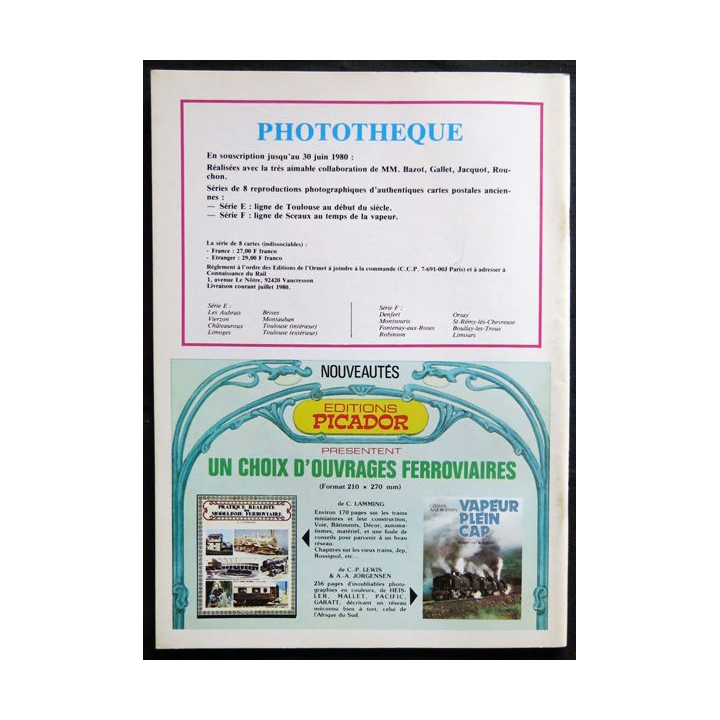 PHOTOTHEQUE
En souscription jusqu'au 30 juin 1980 :
Réalisées avec la très aimable collaboration de MM. Bazot, Gallet, Jacquot, Rou-
chon.
Séries de 8 reproductions photographiques d'authentiques cartes postales ancien-
nes :
— Série E : ligne de Toulouse au début du siècle.
— Série F : ligne de Sceaux au temps de la vapeur.
La série de 8 cartes (indissociables) :
- France : 27,00 F franco
- Etranger : 29,00 F franco
Réglement à l'ordre des Editions de l'Ormet à joindre à la commande (C.C.P. 7-691-00J Paris) et à adresser à
Connaissance du Rail
1, avenue Le Nôtre, 92420 Vaucresson
Livraison courant juillet 1980.
Série E :
Les Aubrais Brives
Vierzon Montauban
Châteauroux Toulouse (intérieur)
Limoges Toulouse (extérieur)
Série F :
Denfert Orsay
Montsouris St-Rémy-lès-Chevreuse
Fontenay-aux-Roses Boullay-les-Troux
Robinson Limours
NOUVEAUTÉS
EDITIONS
PICADOR
PRESENTENT
UN CHOIX D'OUVRAGES FERROVIAIRES
(Format 210 × 270 mm)
PRATIQUE REALISTE
MODELISME FERROVIAIRE
de C. LAMMING
Environ 170 pages sur les trains
miniatures et leur construction,
Voie, Bâtiments, Décor, automa-
tismes, matériel, et une foule de
conseils pour parvenir à un beau
réseau.
Chapitres sur les vieux trains, Jep,
Rossignol, etc...
de C.-P. LEWIS
& A.-A. JORGENSEN
256 pages d'inoubliables photo-
graphies en couleurs, de HEIS-
LER, MALLET, PACIFIC,
GARATT, décrivant un réseau
méconnu bien à tort, celui de
l'Afrique du Sud.
VAPEUR
PLEIN
CAP